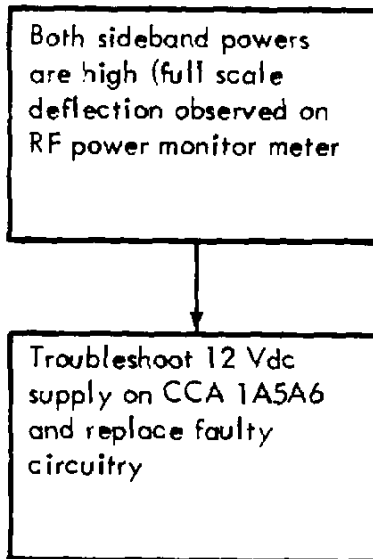 Both sideband powers
are high (full scale
deflection observed on
RF power monitor meter
Troubleshoot 12 Vdc
supply on CCA 1A5A6
and replace faulty
circuitry